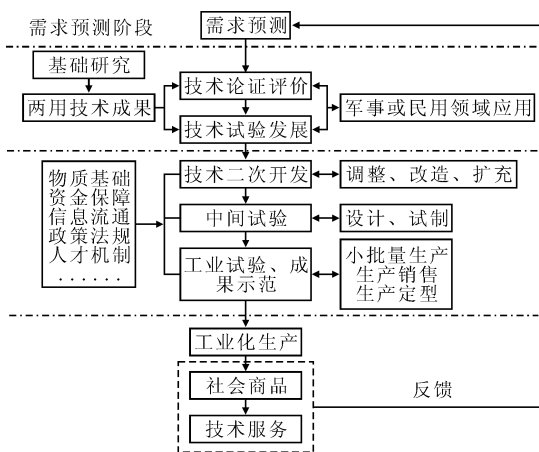 需求预测阶段
需求预测
基础研究
两用技术成果
技术论证评价
技术试验发展
军事或民用领域应用
物质基础
资金保障
信息流通
政策法规
人才机制
......
技术二次开发
调整、改造、扩充
中间试验
设计、试制
工业试验、成
果示范
小批量生产
生产销售
生产定型
工业化生产
社会商品
技术服务
反馈